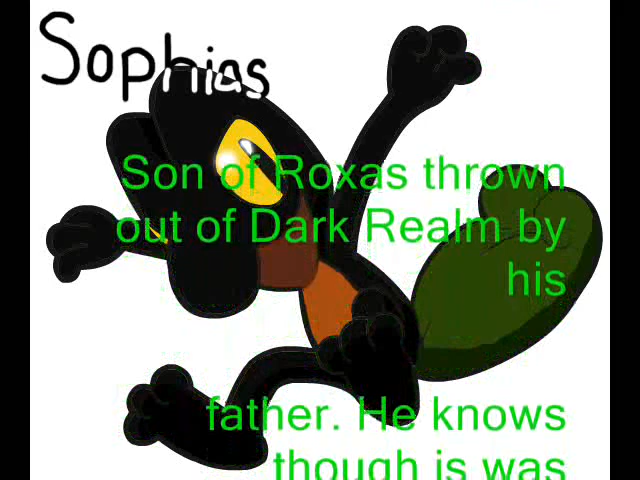 Sophias
Son of Roxas thrown
out of Dark Realm by
his
father. He knows
though is was